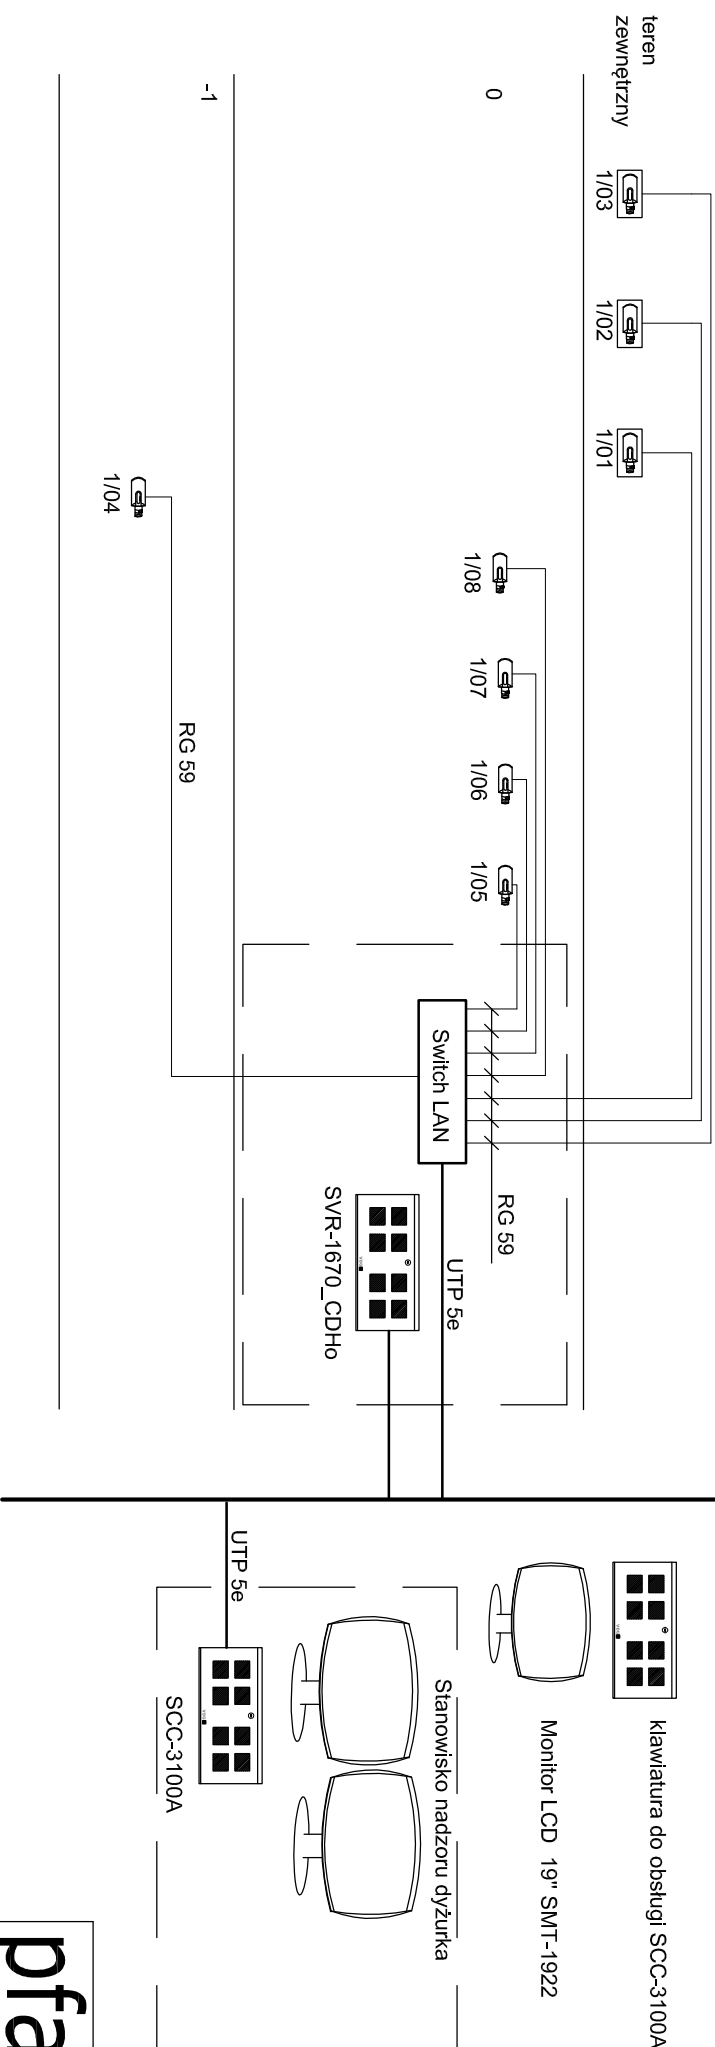 teren
zewnętrzny
1/03
1/02
1/01
0
1/08
1/07
1/06
1/05
-1
1/04
RG 59
Switch LAN
RG 59
UTP 5e
SVR-1670_CDHo
UTP 5e
SCC-3100A
Stanowisko nadzoru dyżurka
Monitor LCD 19" SMT-1922
klawiatura do obsługi SCC-3100A
pfa